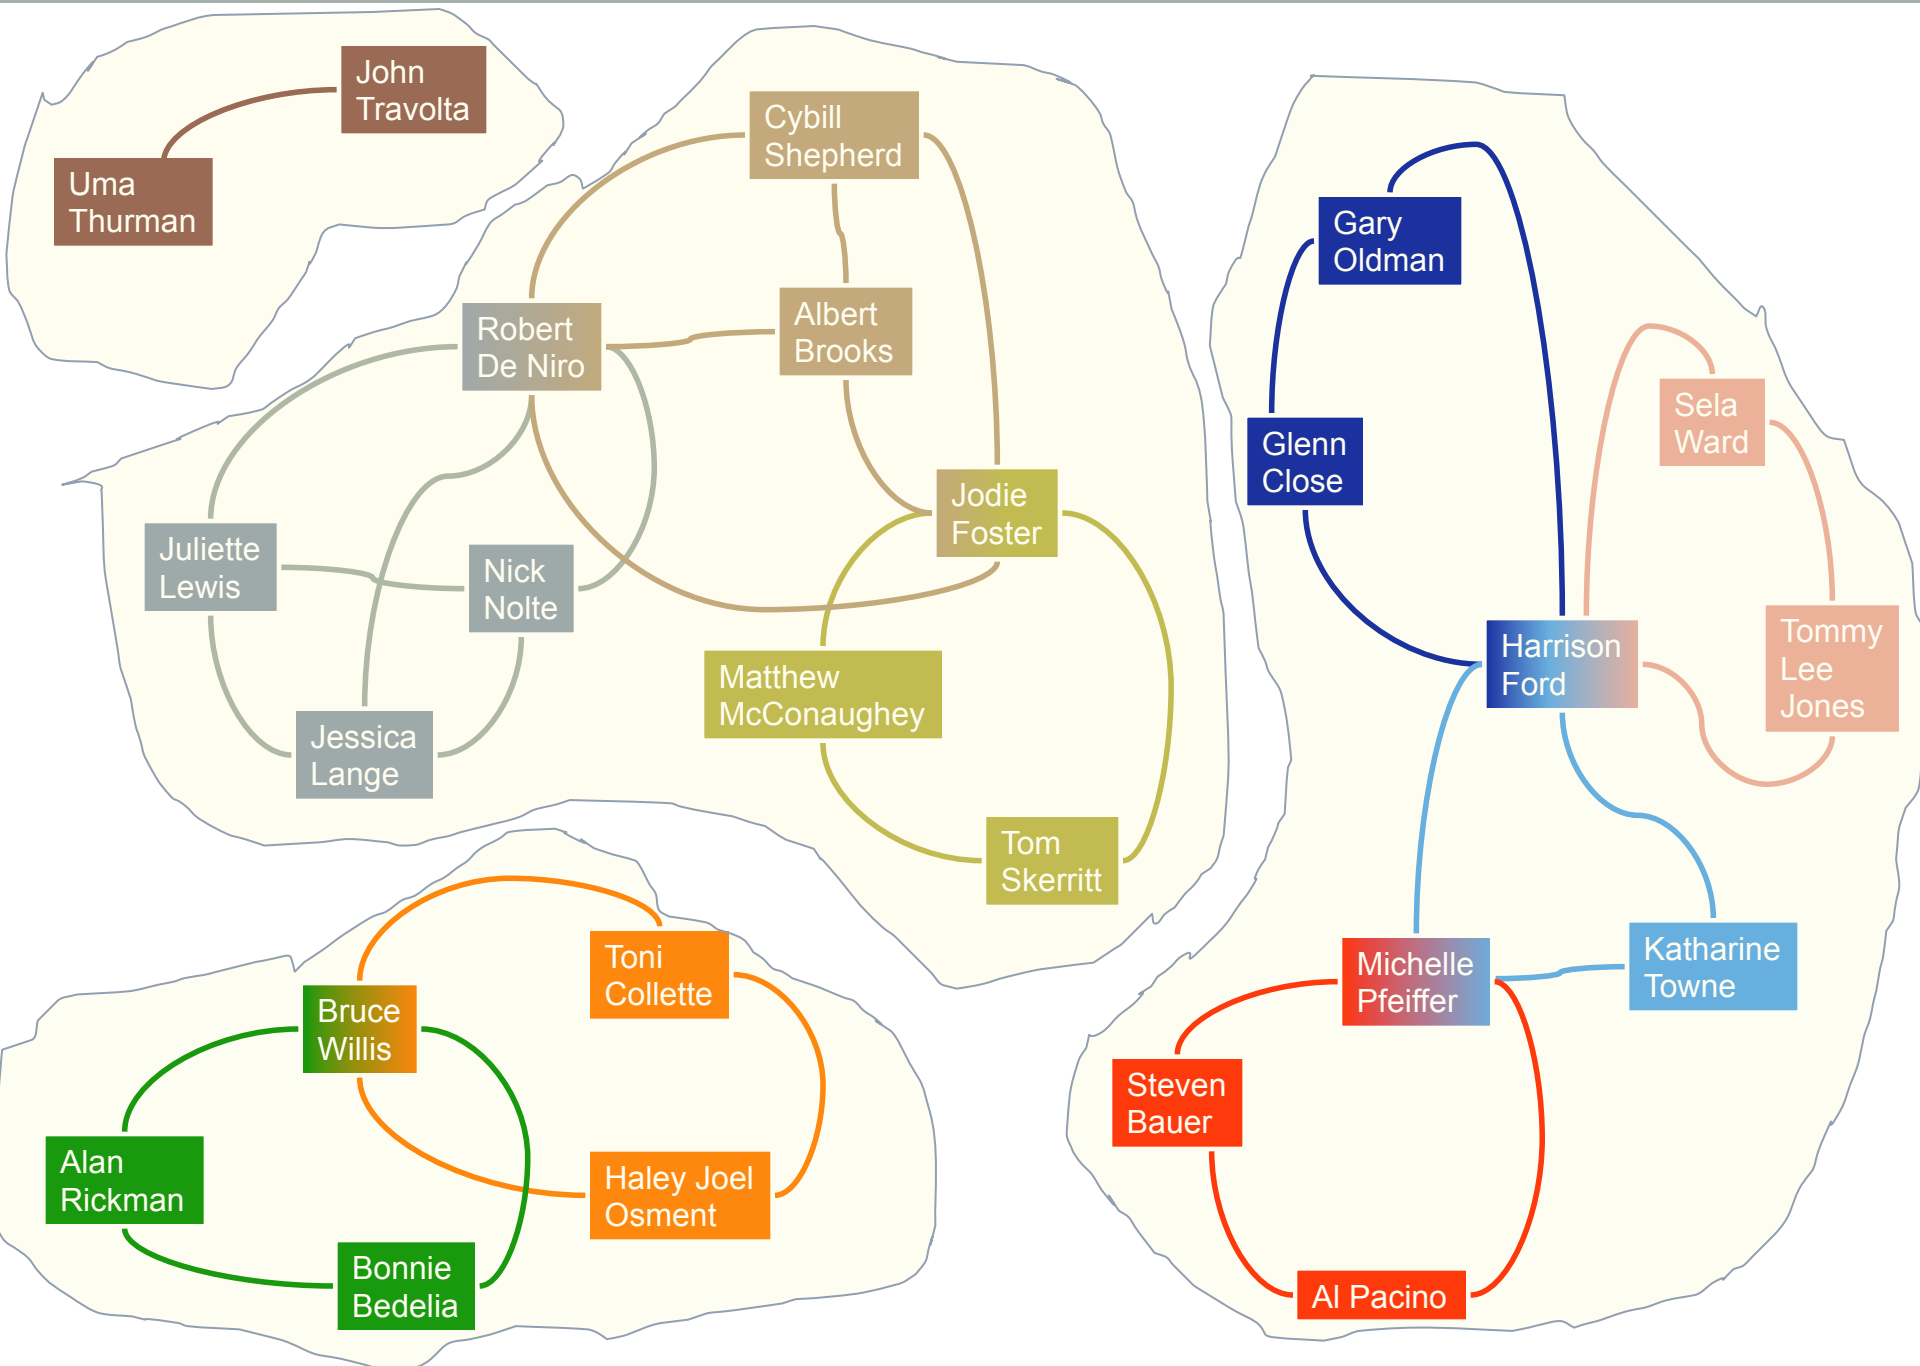 John
Travolta
Uma
Thurman
Cybill
Shepherd
Robert
De Niro
Albert
Brooks
Jodie
Foster
Juliette
Lewis
Nick
Nolte
Jessica
Lange
Matthew
McConaughey
Tom
Skerritt
Gary
Oldman
Sela
Ward
Glenn
Close
Harrison
Ford
Tommy
Lee
Jones
Michelle
Pfeiffer
Katharine
Towne
Steven
Bauer
Al Pacino
Toni
Collette
Bruce
Willis
Alan
Rickman
Haley Joel
Osment
Bonnie
Bedelia